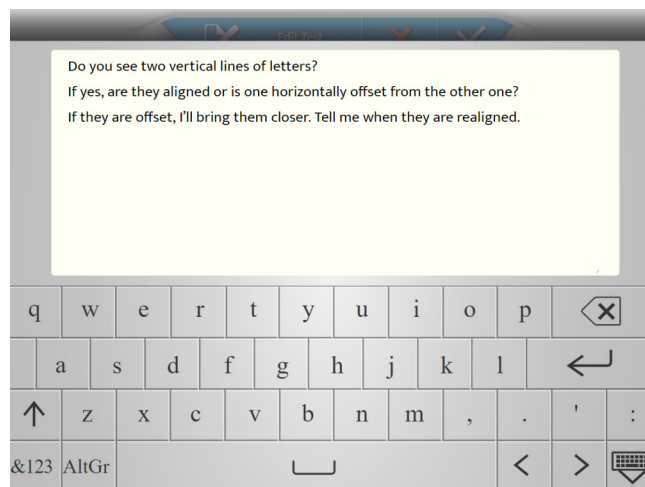 Edit Test
Do you see two vertical lines of letters?
If yes, are they aligned or is one horizontally offset from the other one?
If they are offset, I'll bring them closer. Tell me when they are realigned.
q w e r t y u i o p
a s d f g h j k l
z x c v b n m , . ' :
&123 AltGr < >